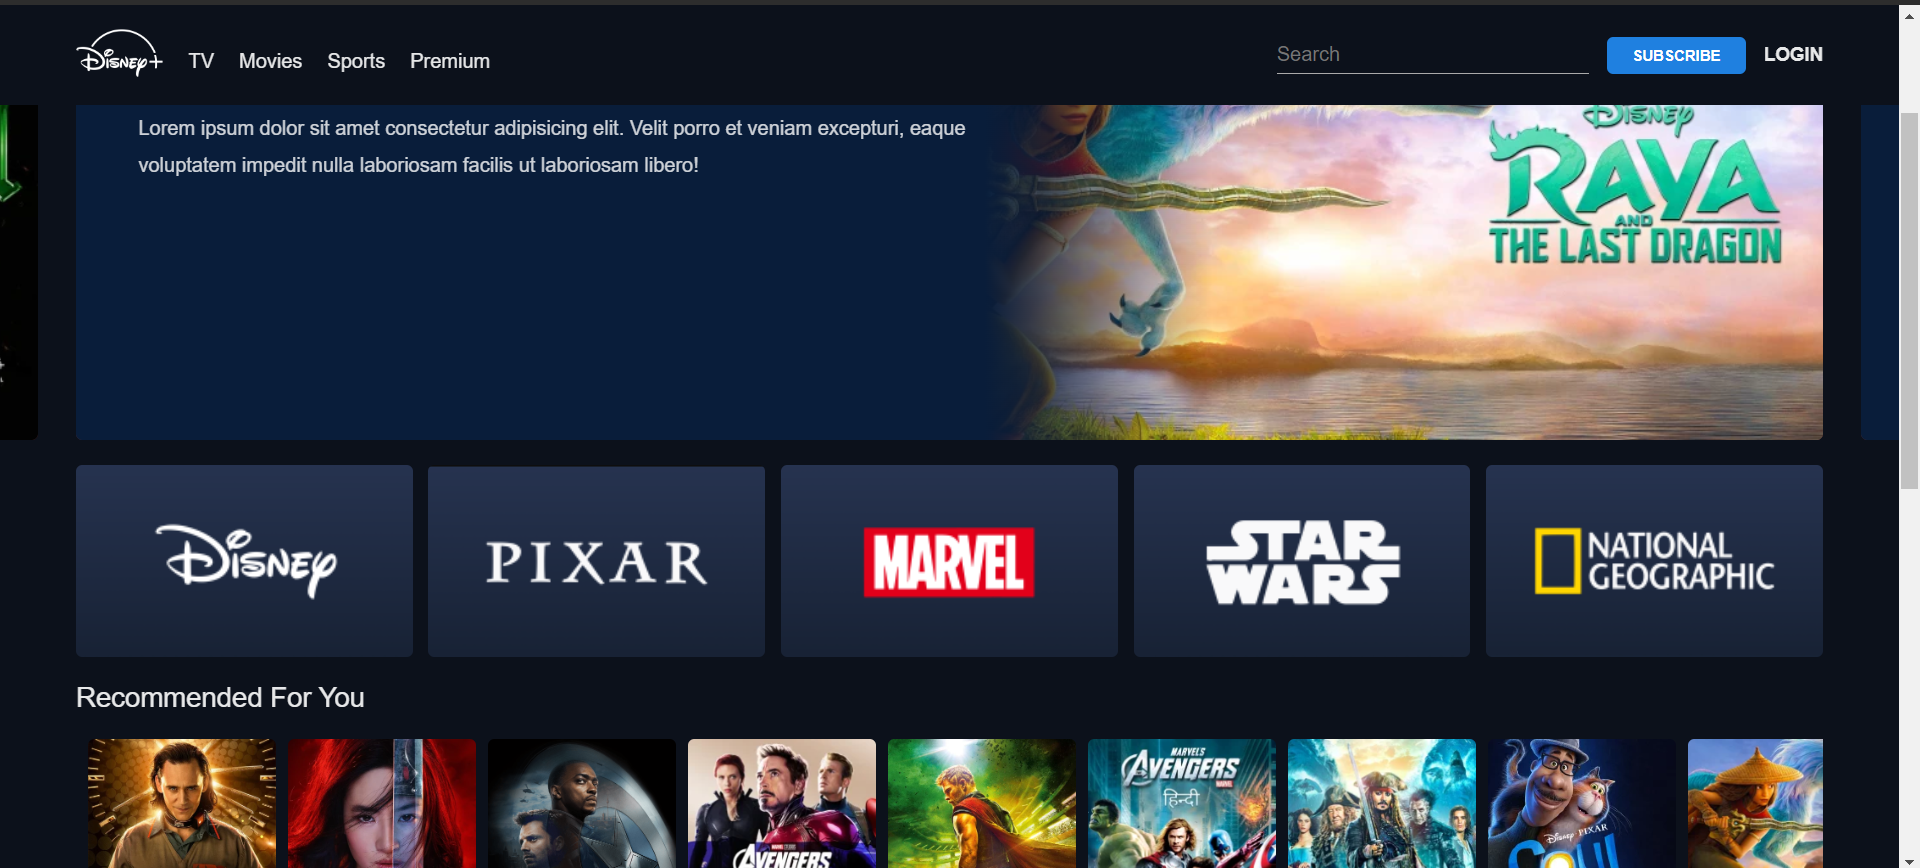 Disney+
TV
Movies
Sports
Premium
Search
SUBSCRIBE
LOGIN
Lorem ipsum dolor sit amet consectetur adipisicing elit. Velit porro et veniam excepturi, eaque
voluptatem impedit nulla laboriosam facilis ut laboriosam libero!
DISNEY
RAYA
AND
THE LAST DRAGON
DISNEY
PIXAR
MARVEL
STAR
WARS
NATIONAL
GEOGRAPHIC
Recommended For You
AVENGERS
MARVEL'S
AVENGERS
हिन्दी
DISNEY PIXAR
SOUL